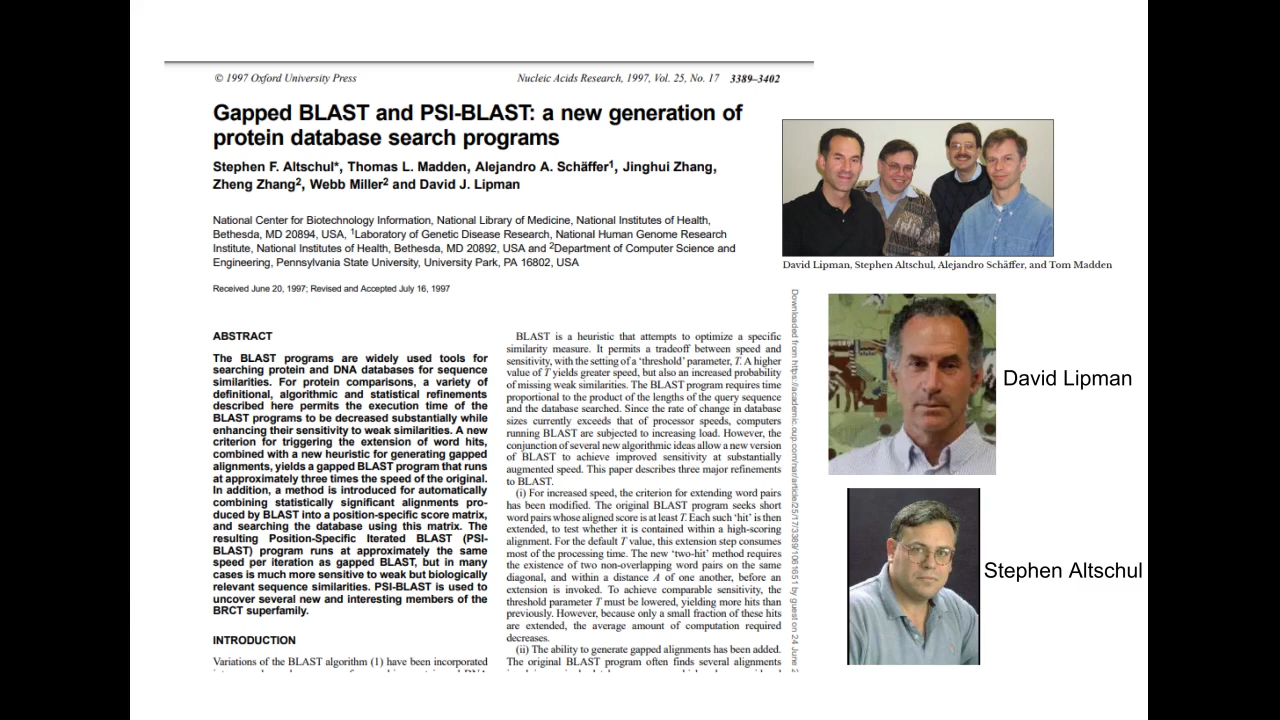 © 1997 Oxford University Press
Nucleic Acids Research, 1997, Vol. 25, No. 17 3389–3402
Gapped BLAST and PSI-BLAST: a new generation of
protein database search programs
Stephen F. Altschul*, Thomas L. Madden, Alejandro A. Schäffer1, Jinghui Zhang,
Zheng Zhang2, Webb Miller2 and David J. Lipman
National Center for Biotechnology Information, National Library of Medicine, National Institutes of Health,
Bethesda, MD 20894, USA, 1Laboratory of Genetic Disease Research, National Human Genome Research
Institute, National Institutes of Health, Bethesda, MD 20892, USA and 2Department of Computer Science and
Engineering, Pennsylvania State University, University Park, PA 16802, USA
Received June 20, 1997; Revised and Accepted July 16, 1997
ABSTRACT
The BLAST programs are widely used tools for
searching protein and DNA databases for sequence
similarities. For protein comparisons, a variety of
definitional, algorithmic and statistical refinements
described here permits the execution time of the
BLAST programs to be decreased substantially while
enhancing their sensitivity to weak similarities. A new
criterion for triggering the extension of word hits,
combined with a new heuristic for generating gapped
alignments, yields a gapped BLAST program that runs
at approximately three times the speed of the original.
In addition, a method is introduced for automatically
combining statistically significant alignments pro-
duced by BLAST into a position-specific score matrix,
and searching the database using this matrix. The
resulting Position-Specific Iterated BLAST (PSI-
BLAST) program runs at approximately the same
speed per iteration as gapped BLAST, but in many
cases is much more sensitive to weak but biologically
relevant sequence similarities. PSI-BLAST is used to
uncover several new and interesting members of the
BRCT superfamily.
INTRODUCTION
Variations of the BLAST algorithm (1) have been incorporated
BLAST is a heuristic that attempts to optimize a specific
similarity measure. It permits a tradeoff between speed and
sensitivity, with the setting of a ‘threshold’ parameter, T. A higher
value of T yields greater speed, but also an increased probability
of missing weak similarities. The BLAST program requires time
proportional to the product of the lengths of the query sequence
and the database searched. Since the rate of change in database
sizes currently exceeds that of processor speeds, computers
running BLAST are subjected to increasing load. However, the
conjunction of several new algorithmic ideas allow a new version
of BLAST to achieve improved sensitivity at substantially
augmented speed. This paper describes three major refinements
to BLAST.
(i) For increased speed, the criterion for extending word pairs
has been modified. The original BLAST program seeks short
word pairs whose aligned score is at least T. Each such ‘hit’ is then
extended, to test whether it is contained within a high-scoring
alignment. For the default T value, this extension step consumes
most of the processing time. The new ‘two-hit’ method requires
the existence of two non-overlapping word pairs on the same
diagonal, and within a distance A of one another, before an
extension is invoked. To achieve comparable sensitivity, the
threshold parameter T must be lowered, yielding more hits than
previously. However, because only a small fraction of these hits
are extended, the average amount of computation required
decreases.
(ii) The ability to generate gapped alignments has been added.
The original BLAST program often finds several alignments
Downloaded from https://academic.oup.com/nar/article/25/17/3389/1061651 by guest on 24 June 2
David Lipman, Stephen Altschul, Alejandro Schäffer, and Tom Madden
David Lipman
Stephen Altschul